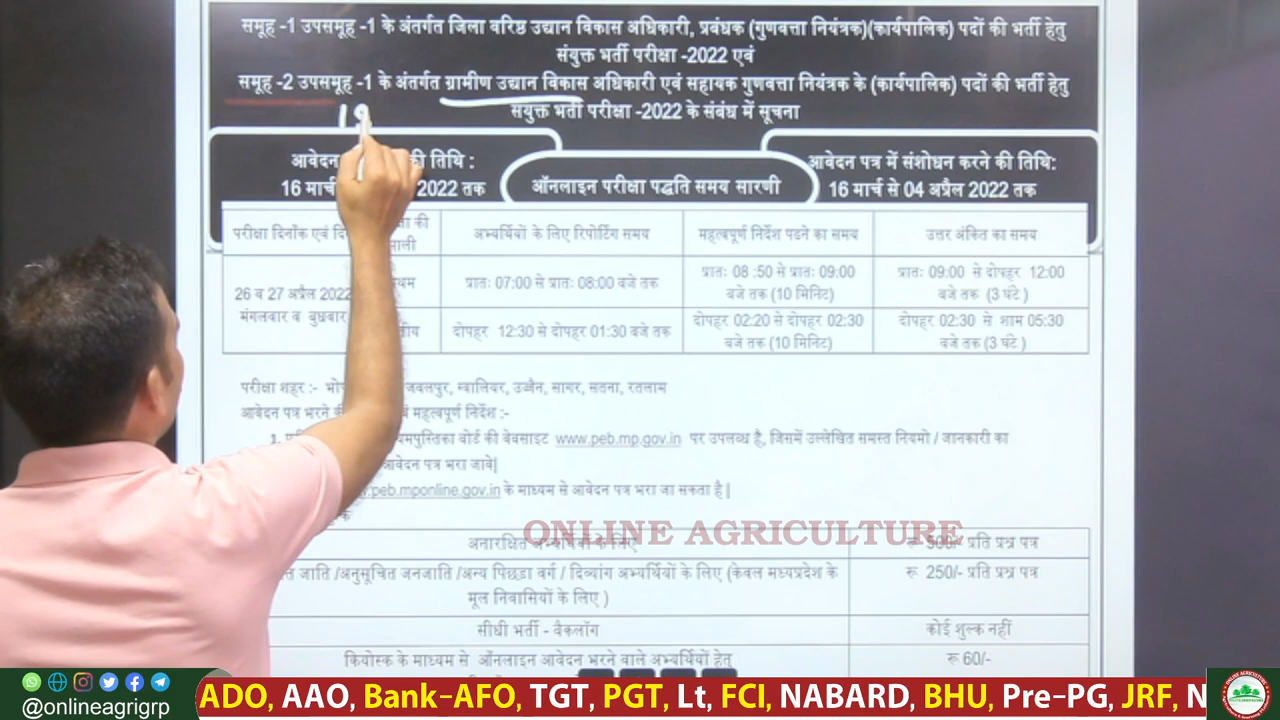 समूह -1 उपसमूह -1 के अंतर्गत जिला वरिष्ठ उद्यान विकास अधिकारी, प्रबंधक (गुणवत्ता नियंत्रक)(कार्यपालिक) पदों की भर्ती हेतु
संयुक्त भर्ती परीक्षा -2022 एवं
समूह -2 उपसमूह -1 के अंतर्गत ग्रामीण उद्यान विकास अधिकारी एवं सहायक गुणवत्ता नियंत्रक के (कार्यपालिक) पदों की भर्ती हेतु
संयुक्त भर्ती परीक्षा -2022 के संबंध में सूचना
19
आवेदन की तिथि :
16 मार्च 2022 तक
ऑनलाइन परीक्षा पद्धति समय सारणी
आवेदन पत्र में संशोधन करने की तिथि:
16 मार्च से 04 अप्रैल 2022 तक
परीक्षा दिनाँक एवं की
अभ्यर्थियों के लिए रिपोर्टिंग समय
महत्वपूर्ण निर्देश पढने का समय
उत्तर अंकित का समय
26 व 27 अप्रैल 2022
मंगलवार व बुधवार
प्रातः 07:00 से प्रातः 08:00 बजे तक
प्रातः 08 :50 से प्रातः 09:00
बजे तक (10 मिनिट)
प्रातः 09:00 से दोपहर 12:00
बजे तक (3 घंटे )
दोपहर 12:30 से दोपहर 01:30 बजे तक
दोपहर 02:20 से दोपहर 02:30
बजे तक (10 मिनिट)
दोपहर 02:30 से शाम 05:30
बजे तक (3 घंटे )
परीक्षा शहर :- जबलपुर, ग्वालियर, उज्जैन, सागर, सतना, रतलाम
आवेदन पत्र भरने महत्वपूर्ण निर्देश :-
1. बोर्ड की वेबसाइट www.peb.mp.gov.in पर उपलब्ध है, जिसमें उल्लेखित समस्त नियमो / जानकारी का
आवेदन पत्र भरा जावे|
peb.mponline.gov.in के माध्यम से आवेदन पत्र भरा जा सकता है |
ONLINE AGRICULTURE
अनारक्षित अभ्यर्थियों के लिए
रू 500/- प्रति प्रश्न पत्र
जाति /अनुसूचित जनजाति /अन्य पिछड़ा वर्ग / दिव्यांग अभ्यर्थियों के लिए (केवल मध्यप्रदेश के
मूल निवासियों के लिए )
रू 250/- प्रति प्रश्न पत्र
सीधी भर्ती - बैकलॉग
कोई शुल्क नहीं
कियोस्क के माध्यम से ऑनलाइन आवेदन भरने वाले अभ्यर्थियों हेतु
रू 60/-
@onlineagrigrp
ADO, AAO, Bank-AFO, TGT, PGT, Lt, FCI, NABARD, BHU, Pre-PG, JRF, N